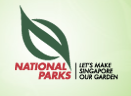 NATIONAL PARKS
LET'S MAKE SINGAPORE OUR GARDEN